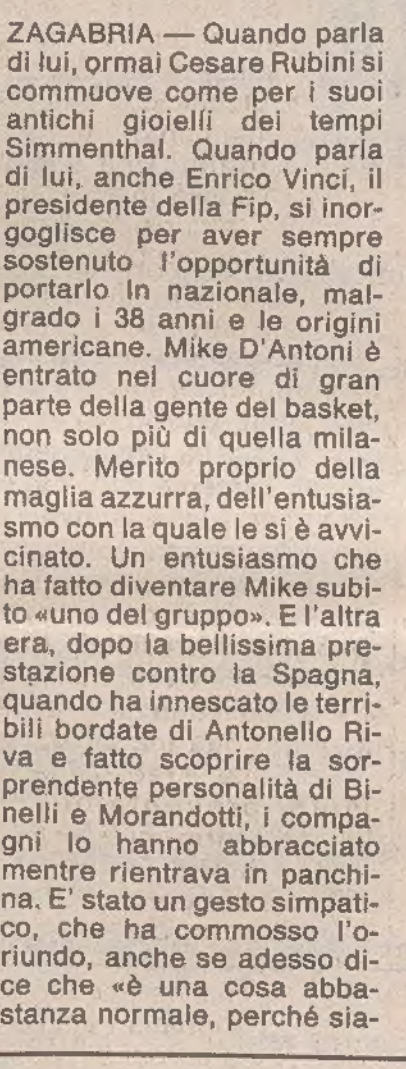 ZAGABRIA — Quando parla
di lui, ormai Cesare Rubini si
commuove come per i suoi
antichi gioielli dei tempi
Simmenthal. Quando parla
di lui, anche Enrico Vinci, il
presidente della Fip, si inor-
goglisce per aver sempre
sostenuto l'opportunità di
portarlo in nazionale, mal-
grado i 38 anni e le origini
americane. Mike D'Antoni è
entrato nel cuore di gran
parte della gente del basket,
non solo più di quella mila-
nese. Merito proprio della
maglia azzurra, dell'entusia-
smo con la quale le si è avvi-
cinato. Un entusiasmo che
ha fatto diventare Mike subi-
to «uno del gruppo». E l'altra
era, dopo la bellissima pre-
stazione contro la Spagna,
quando ha innescato le terri-
bili bordate di Antonello Ri-
va e fatto scoprire la sor-
prendente personalità di Bi-
nelli e Morandotti, i compa-
gni lo hanno abbracciato
mentre rientrava in panchi-
na. E' stato un gesto simpati-
co, che ha commosso l'o-
riundo, anche se adesso di-
ce che «è una cosa abba-
stanza normale, perché sia-